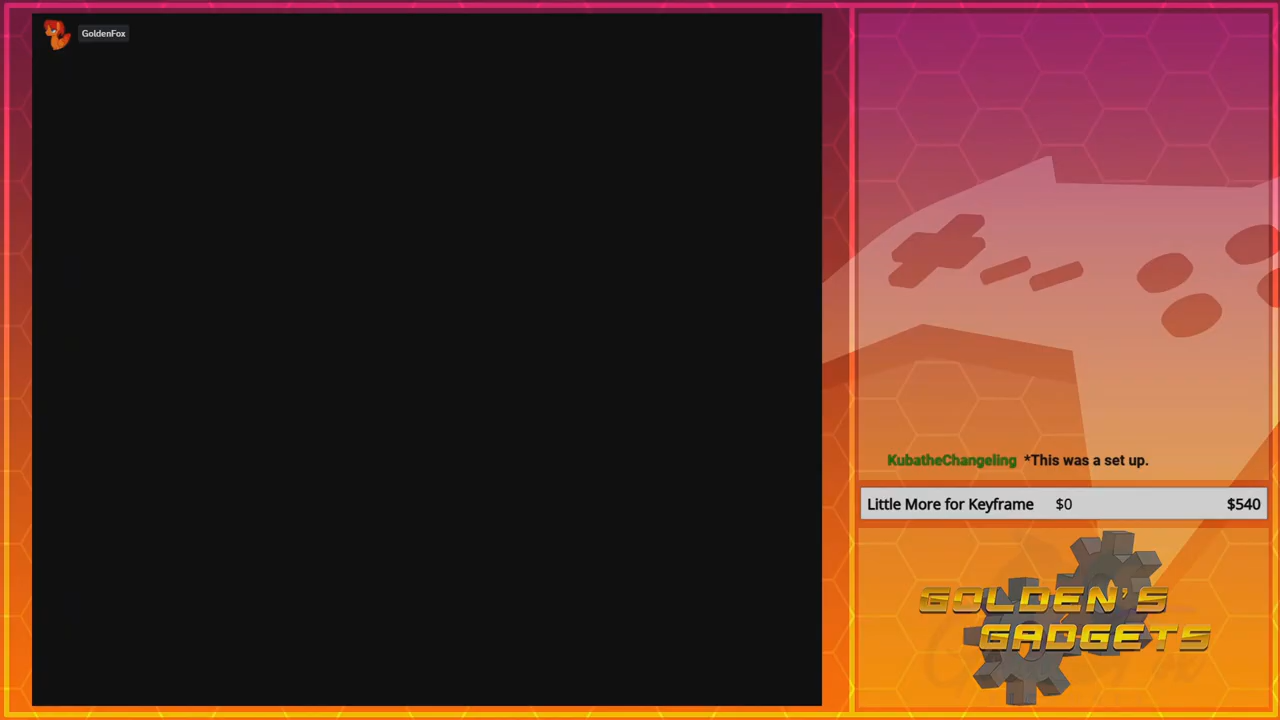 GoldenFox
KubatheChangeling *This was a set up.
Little More for Keyframe $0 $540
GOLDEN'S
GADGETS